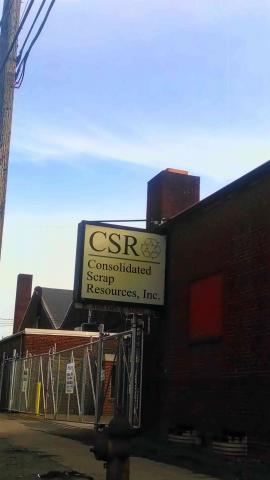 CSR
Consolidated
Scrap
Resources, Inc.